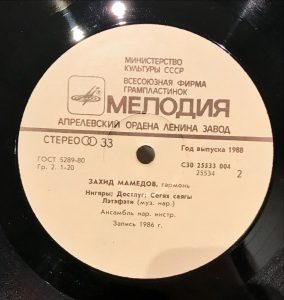 МИНИСТЕРСТВО
КУЛЬТУРЫ СССР
ВСЕСОЮЗНАЯ ФИРМА
ГРАМПЛАСТИНОК
МЕЛОДИЯ
АПРЕЛЕВСКИЙ ОРДЕНА ЛЕНИНА ЗАВОД
СТЕРЕО 33
Год выпуска 1988
ГОСТ 5289-80
Гр. 2. 1-20
С30 25533 004
25534 2
ЗАХИД МАМЕДОВ, гармонь
Нигяры; Достлуг; Сегях саягы
Лэтэфэти (муз. нар.)
Ансамбль нар. инстр.
Запись 1986 г.